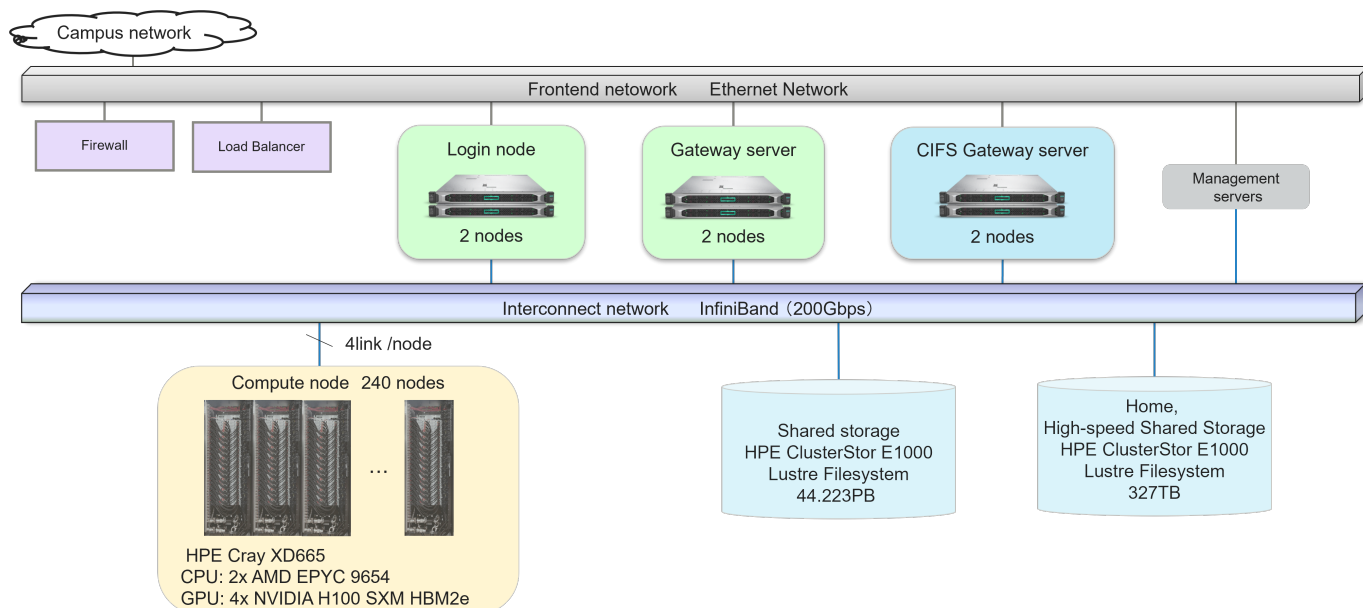 Campus network
Frontend netowork Ethernet Network
Firewall
Load Balancer
Login node
2 nodes
Gateway server
2 nodes
CIFS Gateway server
2 nodes
Management
servers
Interconnect network InfiniBand（200Gbps）
4link /node
Compute node 240 nodes
...
HPE Cray XD665
CPU: 2x AMD EPYC 9654
GPU: 4x NVIDIA H100 SXM HBM2e
Shared storage
HPE ClusterStor E1000
Lustre Filesystem
44.223PB
Home,
High-speed Shared Storage
HPE ClusterStor E1000
Lustre Filesystem
327TB